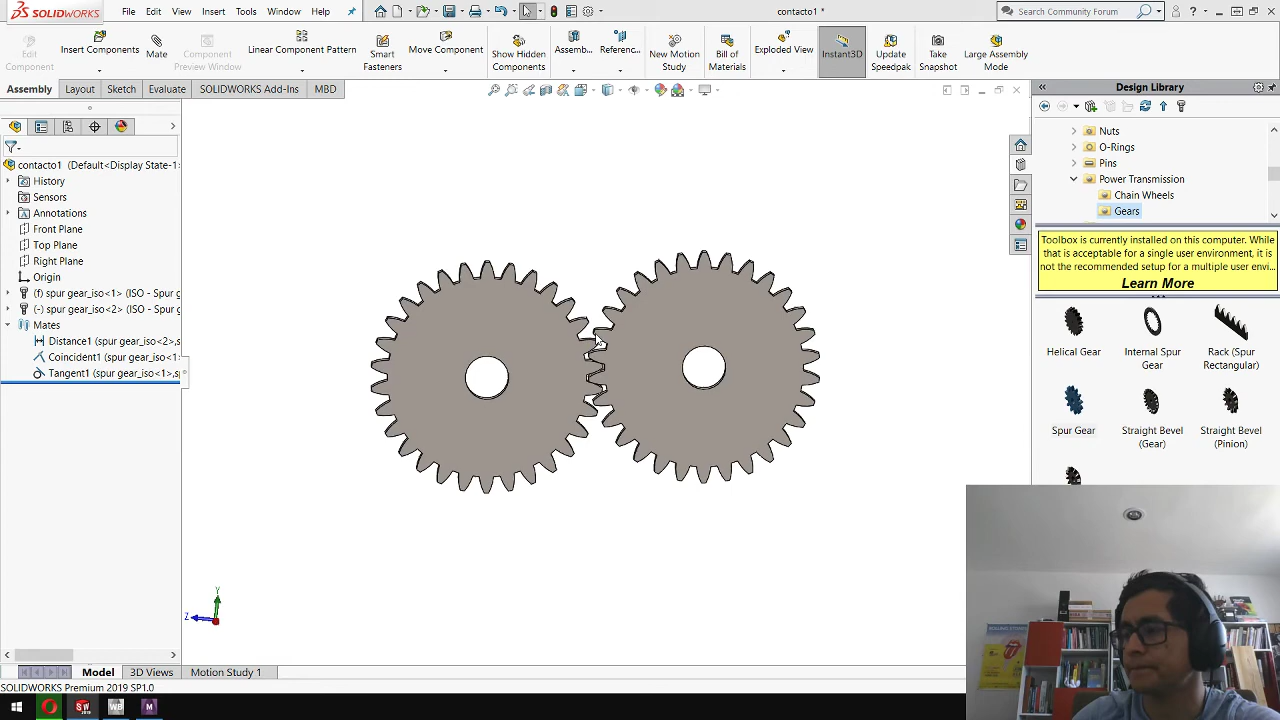 SOLIDWORKS
File Edit View Insert Tools Window Help
contacto1 *
Search Community Forum
Edit Component
Insert Components
Mate
Component Preview Window
Linear Component Pattern
Smart Fasteners
Move Component
Show Hidden Components
Assemb...
Referenc...
New Motion Study
Bill of Materials
Exploded View
Instant3D
Update Speedpak
Take Snapshot
Large Assembly Mode
Assembly Layout Sketch Evaluate SOLIDWORKS Add-Ins MBD
contacto1 (Default<Display State-1>
History
Sensors
Annotations
Front Plane
Top Plane
Right Plane
Origin
(f) spur gear_iso<1> (ISO - Spur g
(-) spur gear_iso<2> (ISO - Spur g
Mates
Distance1 (spur gear_iso<2>,s
Coincident1 (spur gear_iso<1
Tangent1 (spur gear_iso<1>,sp
Design Library
Nuts
O-Rings
Pins
Power Transmission
Chain Wheels
Gears
Toolbox is currently installed on this computer. While
that is acceptable for a single user environment, it is
not the recommended setup for a multiple user envi...
Learn More
Helical Gear
Internal Spur Gear
Rack (Spur Rectangular)
Spur Gear
Straight Bevel (Gear)
Straight Bevel (Pinion)
Y
Z
Model 3D Views Motion Study 1
SOLIDWORKS Premium 2019 SP1.0